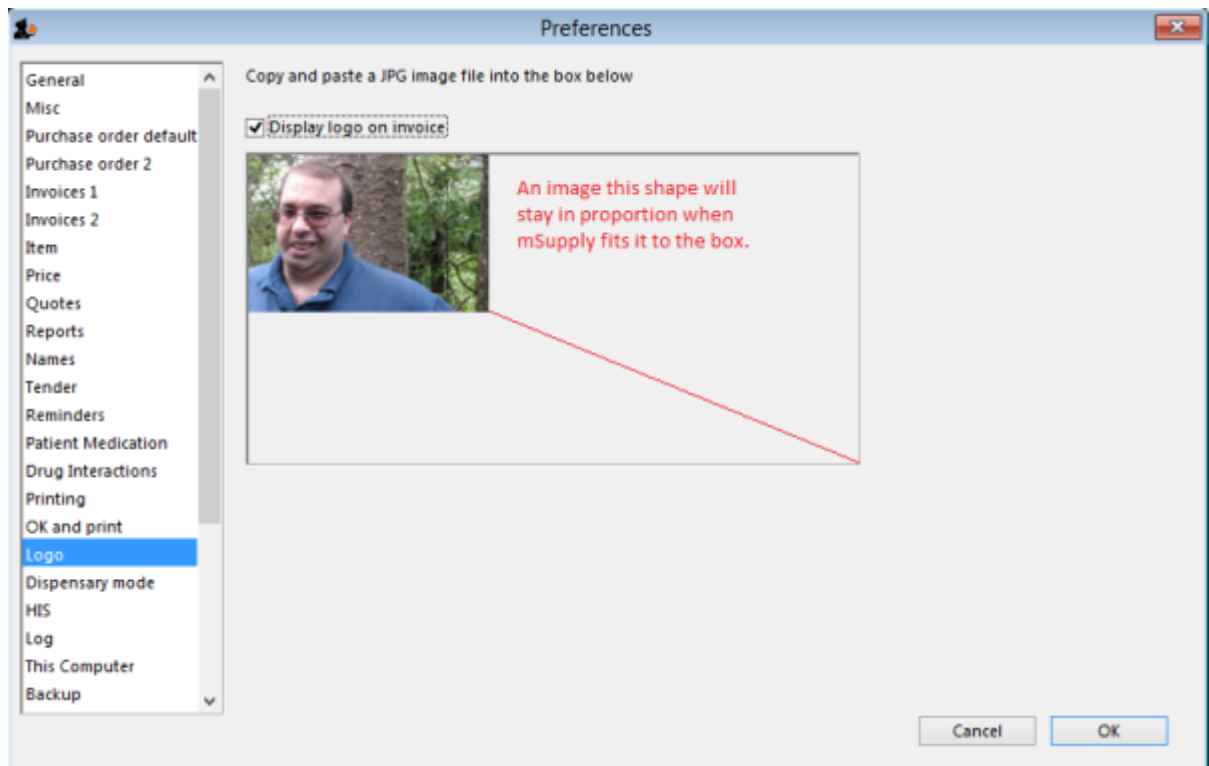 Preferences
General
Misc
Purchase order default
Purchase order 2
Invoices 1
Invoices 2
Item
Price
Quotes
Reports
Names
Tender
Reminders
Patient Medication
Drug Interactions
Printing
OK and print
Logo
Dispensary mode
HIS
Log
This Computer
Backup
Copy and paste a JPG image file into the box below
Display logo on invoice
An image this shape will
stay in proportion when
mSupply fits it to the box.
Cancel
OK